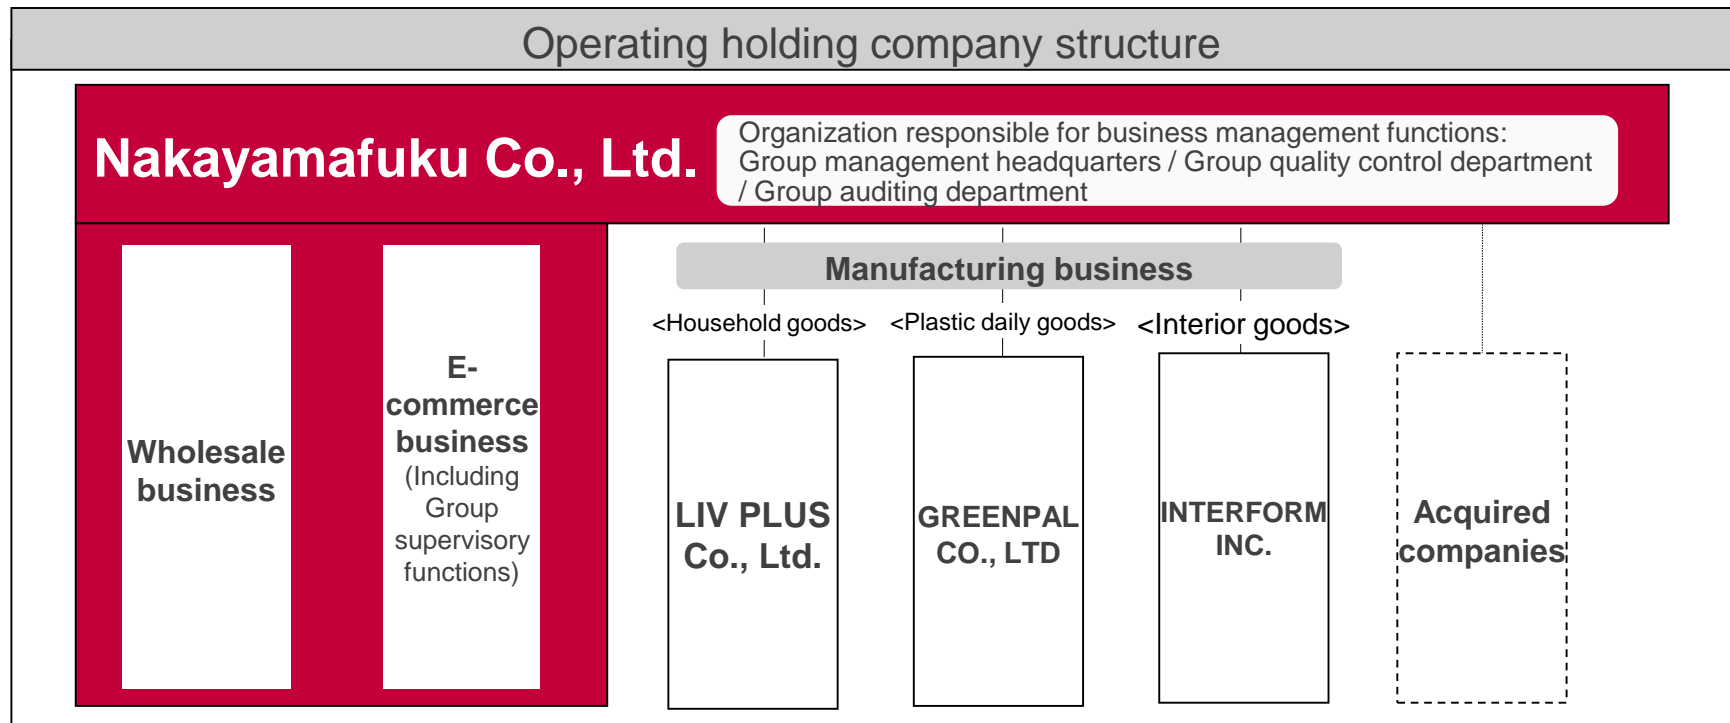 Operating holding company structure
Nakayamafuku Co., Ltd.
Organization responsible for business management functions:
Group management headquarters / Group quality control department
/ Group auditing department
Wholesale
business
E-
commerce
business
(Including
Group
supervisory
functions)
Manufacturing business
<Household goods>
<Plastic daily goods>
<Interior goods>
LIV PLUS
Co., Ltd.
GREENPAL
CO., LTD
INTERFORM
INC.
Acquired
companies